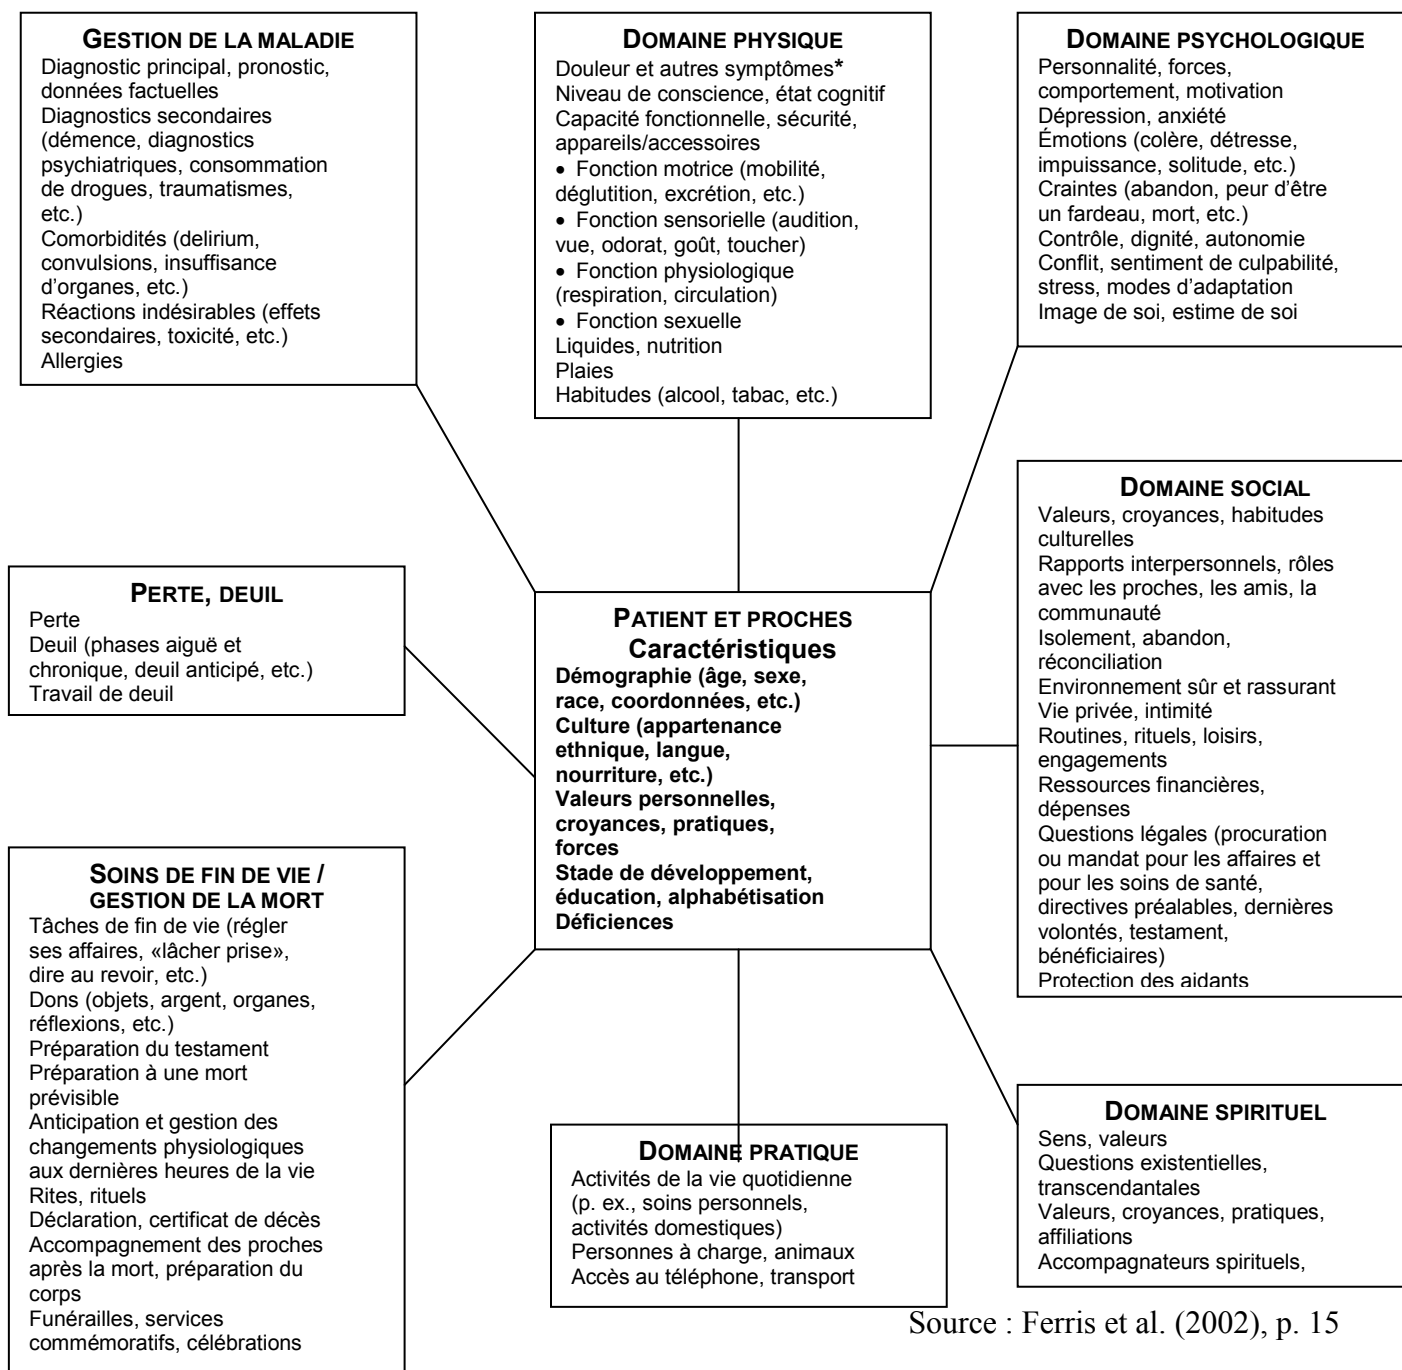 GESTION DE LA MALADIE
Diagnostic principal, pronostic,
données factuelles
Diagnostics secondaires
(démence, diagnostics
psychiatriques, consommation
de drogues, traumatismes,
etc.)
Comorbidités (delirium,
convulsions, insuffisance
d'organes, etc.)
Réactions indésirables (effets
secondaires, toxicité, etc.)
Allergies
DOMAINE PHYSIQUE
Douleur et autres symptômes*
Niveau de conscience, état cognitif
Capacité fonctionnelle, sécurité,
appareils/accessoires
• Fonction motrice (mobilité,
déglutition, excrétion, etc.)
• Fonction sensorielle (audition,
vue, odorat, goût, toucher)
• Fonction physiologique
(respiration, circulation)
• Fonction sexuelle
Liquides, nutrition
Plaies
Habitudes (alcool, tabac, etc.)
DOMAINE PSYCHOLOGIQUE
Personnalité, forces,
comportement, motivation
Dépression, anxiété
Émotions (colère, détresse,
impuissance, solitude, etc.)
Craintes (abandon, peur d'être
un fardeau, mort, etc.)
Contrôle, dignité, autonomie
Conflit, sentiment de culpabilité,
stress, modes d'adaptation
Image de soi, estime de soi
PERTE, DEUIL
Perte
Deuil (phases aiguë et
chronique, deuil anticipé, etc.)
Travail de deuil
PATIENT ET PROCHES
Caractéristiques
Démographie (âge, sexe,
race, coordonnées, etc.)
Culture (appartenance
ethnique, langue,
nourriture, etc.)
Valeurs personnelles,
croyances, pratiques,
forces
Stade de développement,
éducation, alphabétisation
Déficiences
DOMAINE SOCIAL
Valeurs, croyances, habitudes
culturelles
Rapports interpersonnels, rôles
avec les proches, les amis, la
communauté
Isolement, abandon,
réconciliation
Environnement sûr et rassurant
Vie privée, intimité
Routines, rituels, loisirs,
engagements
Ressources financières,
dépenses
Questions légales (procuration
ou mandat pour les affaires et
pour les soins de santé,
directives préalables, dernières
volontés, testament,
bénéficiaires)
Protection des aidants
SOINS DE FIN DE VIE /
GESTION DE LA MORT
Tâches de fin de vie (régler
ses affaires, «lâcher prise»,
dire au revoir, etc.)
Dons (objets, argent, organes,
réflexions, etc.)
Préparation du testament
Préparation à une mort
prévisible
Anticipation et gestion des
changements physiologiques
aux dernières heures de la vie
Rites, rituels
Déclaration, certificat de décès
Accompagnement des proches
après la mort, préparation du
corps
Funérailles, services
commémoratifs, célébrations
DOMAINE PRATIQUE
Activités de la vie quotidienne
(p. ex., soins personnels,
activités domestiques)
Personnes à charge, animaux
Accès au téléphone, transport
DOMAINE SPIRITUEL
Sens, valeurs
Questions existentielles,
transcendantales
Valeurs, croyances, pratiques,
affiliations
Accompagnateurs spirituels,
Source : Ferris et al. (2002), p. 15